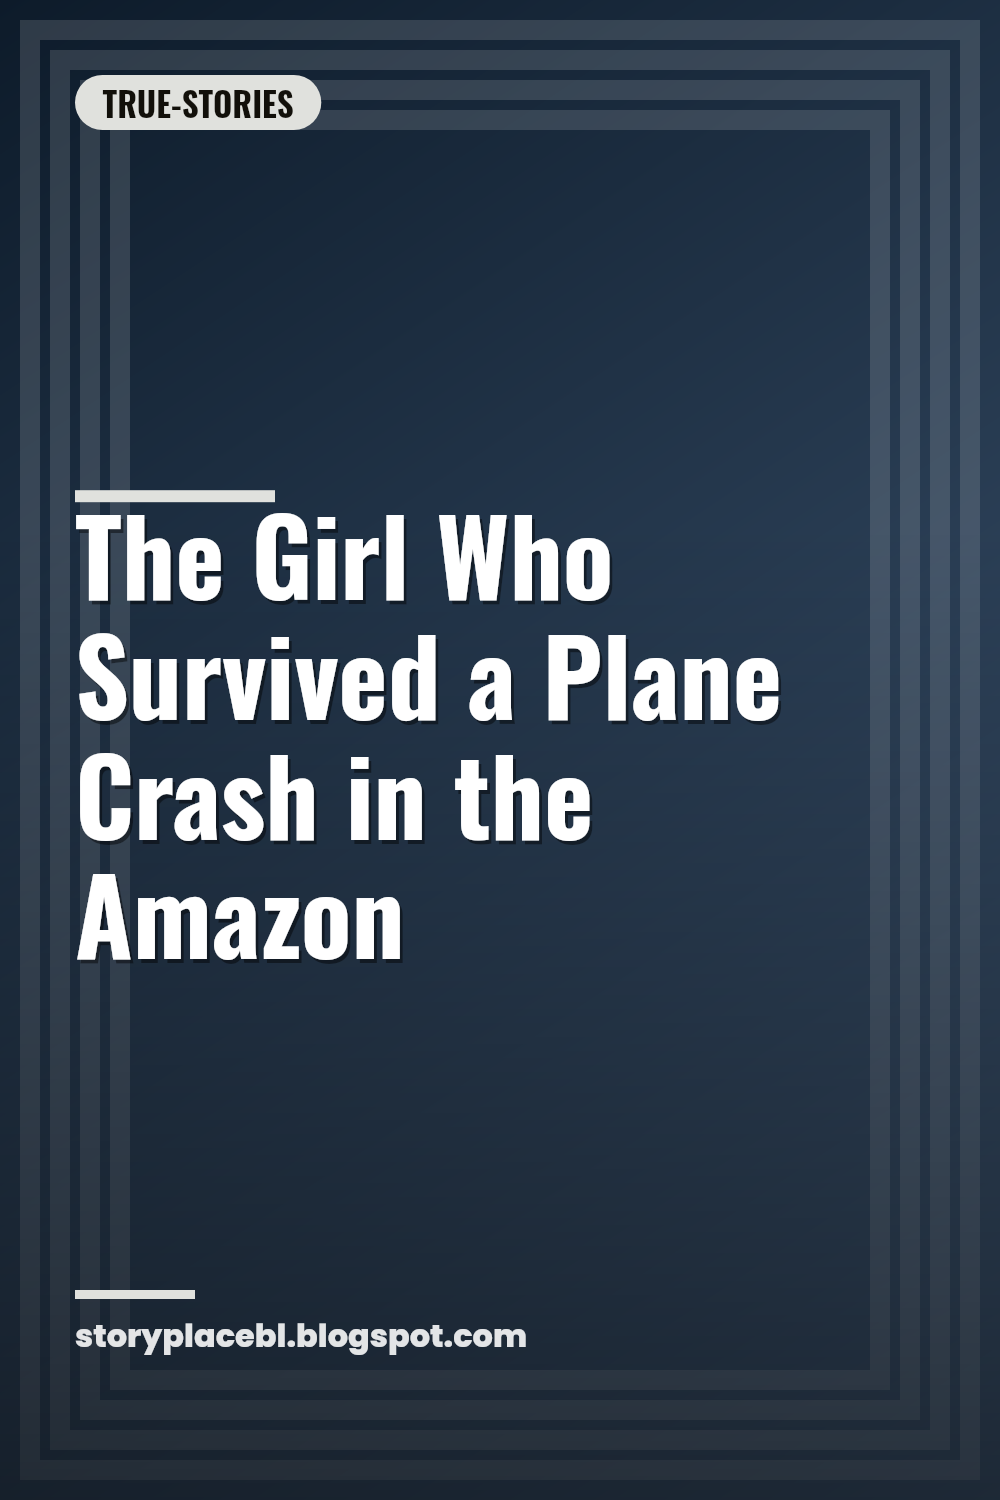 TRUE-STORIES
The Girl Who
Survived a Plane
Crash in the
Amazon
storyplacebl.blogspot.com